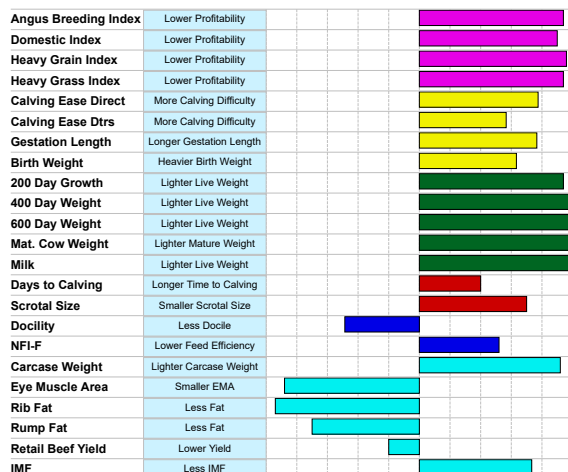 Angus Breeding Index Lower Profitability
Domestic Index Lower Profitability
Heavy Grain Index Lower Profitability
Heavy Grass Index Lower Profitability
Calving Ease Direct More Calving Difficulty
Calving Ease Dtrs More Calving Difficulty
Gestation Length Longer Gestation Length
Birth Weight Heavier Birth Weight
200 Day Growth Lighter Live Weight
400 Day Weight Lighter Live Weight
600 Day Weight Lighter Live Weight
Mat. Cow Weight Lighter Mature Weight
Milk Lighter Live Weight
Days to Calving Longer Time to Calving
Scrotal Size Smaller Scrotal Size
Docility Less Docile
NFI-F Lower Feed Efficiency
Carcase Weight Lighter Carcase Weight
Eye Muscle Area Smaller EMA
Rib Fat Less Fat
Rump Fat Less Fat
Retail Beef Yield Lower Yield
IMF Less IMF